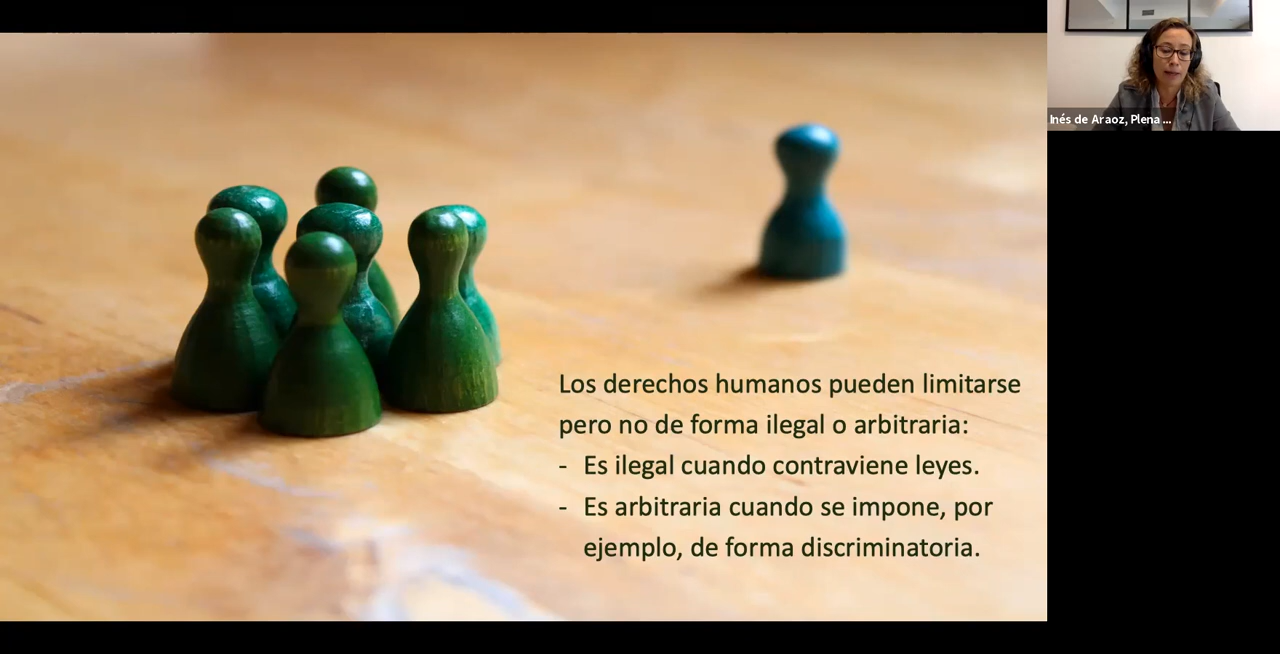 Inés de Araoz, Plena ...
Los derechos humanos pueden limitarse
pero no de forma ilegal o arbitraria:
- Es ilegal cuando contraviene leyes.
- Es arbitraria cuando se impone, por
ejemplo, de forma discriminatoria.